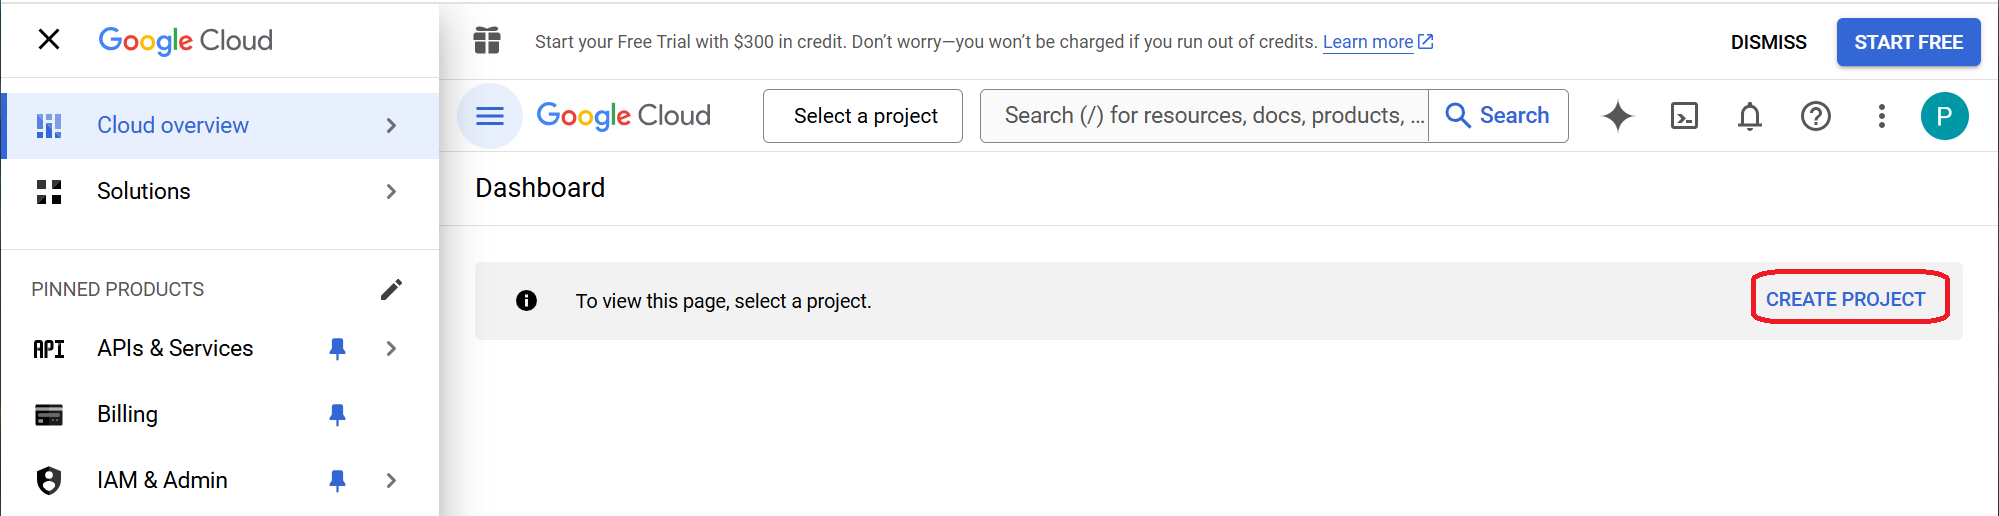 Google Cloud
Cloud overview
Solutions
PINNED PRODUCTS
API APIs & Services
Billing
IAM & Admin
Start your Free Trial with $300 in credit. Don’t worry—you won’t be charged if you run out of credits. Learn more
DISMISS
START FREE
Google Cloud
Select a project
Search (/) for resources, docs, products, ...
Search
P
Dashboard
To view this page, select a project.
CREATE PROJECT